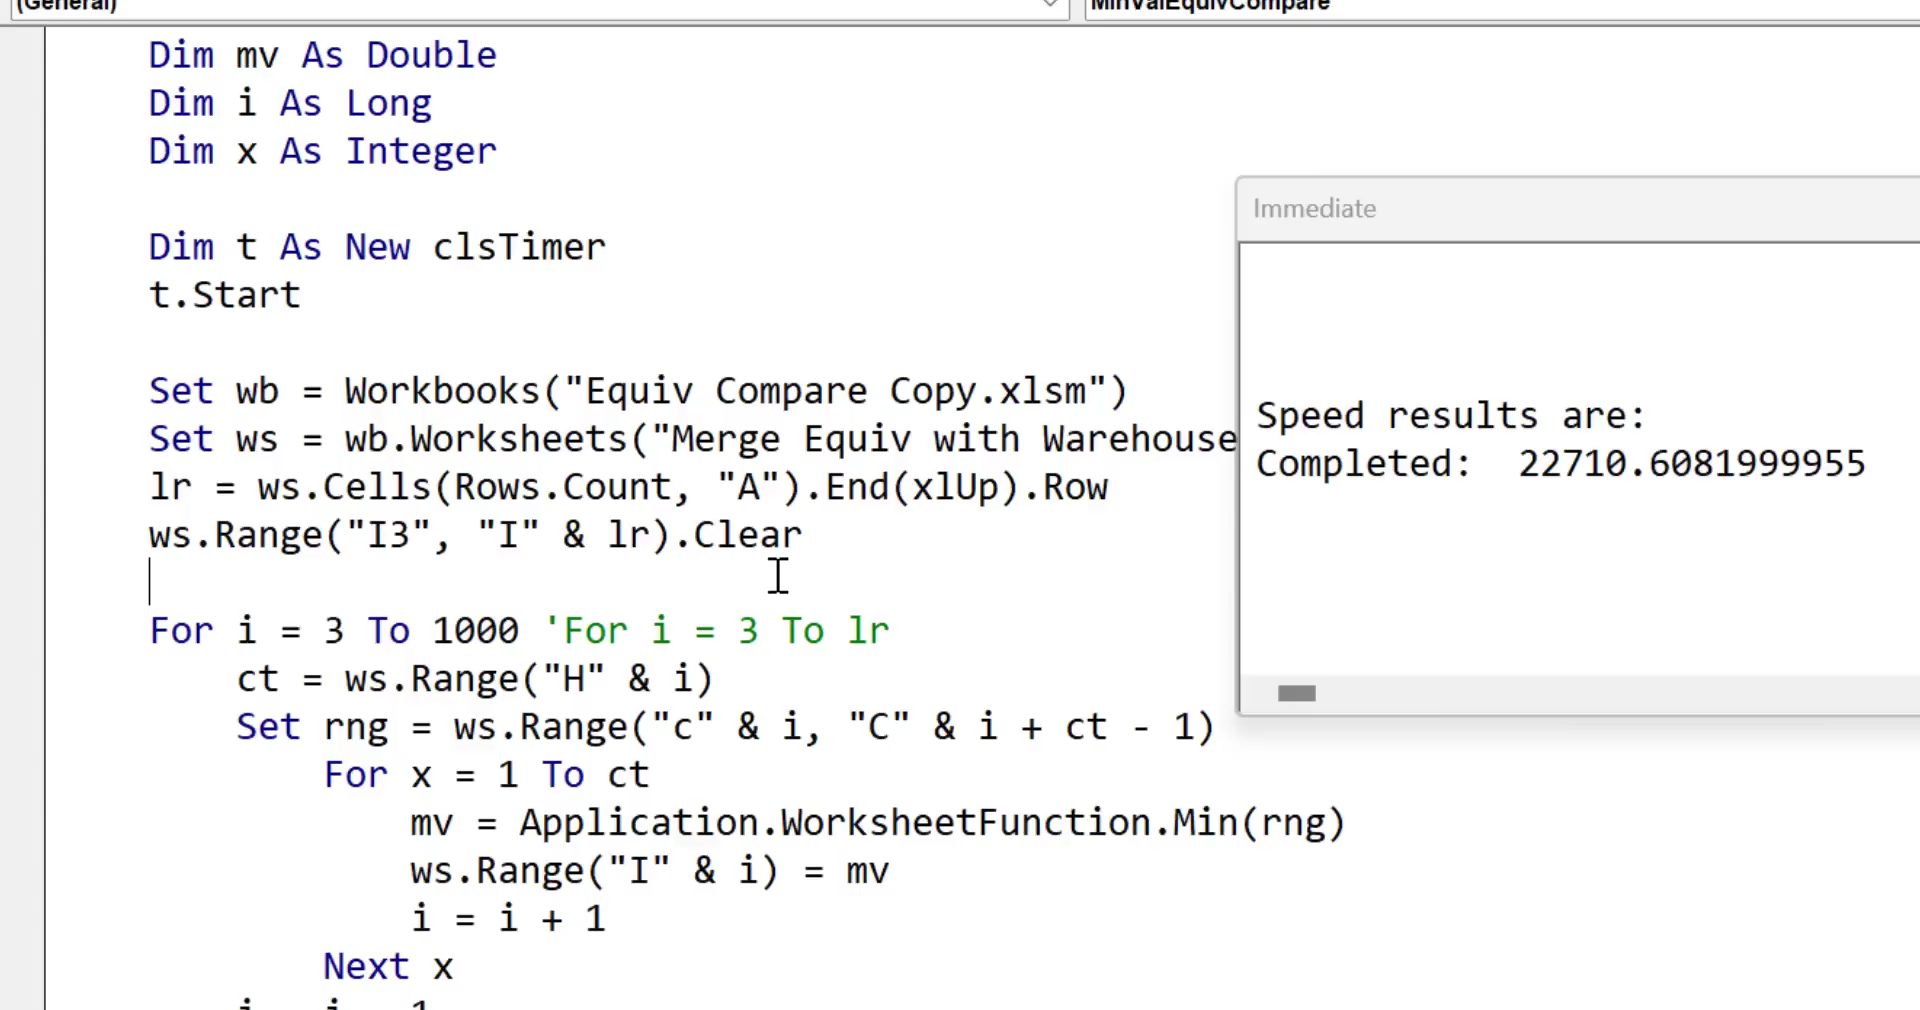 (General)
MinValEquivCompare
Dim mv As Double
Dim i As Long
Dim x As Integer
Dim t As New clsTimer
t.Start
Set wb = Workbooks("Equiv Compare Copy.xlsm")
Set ws = wb.Worksheets("Merge Equiv with Warehouse
lr = ws.Cells(Rows.Count, "A").End(xlUp).Row
ws.Range("I3", "I" & lr).Clear
For i = 3 To 1000 'For i = 3 To lr
ct = ws.Range("H" & i)
Set rng = ws.Range("c" & i, "C" & i + ct - 1)
For x = 1 To ct
mv = Application.WorksheetFunction.Min(rng)
ws.Range("I" & i) = mv
i = i + 1
Next x
Immediate
Speed results are:
Completed:  22710.6081999955